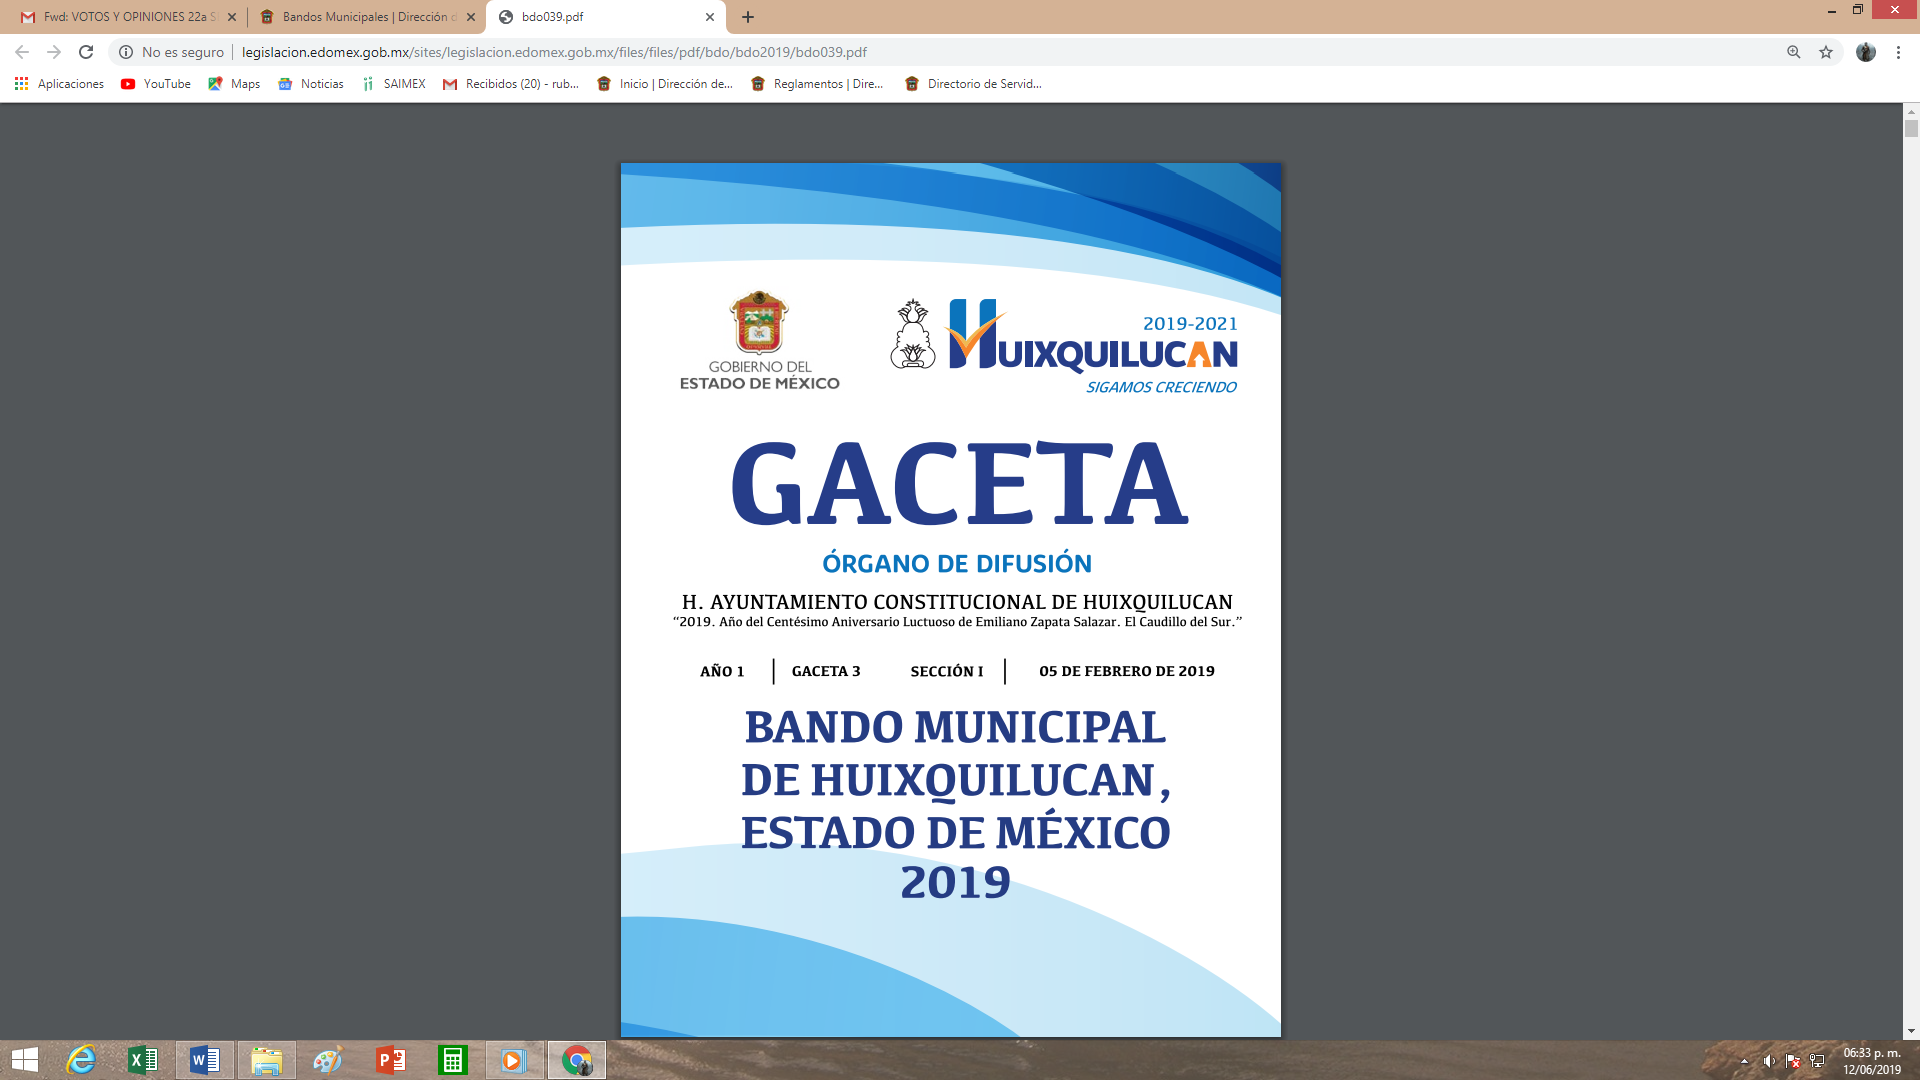 Fwd: VOTOS Y OPINIONES 22a S
Bandos Municipales | Dirección d
bdo039.pdf
No es seguro
legislacion.edomex.gob.mx/sites/legislacion.edomex.gob.mx/files/files/pdf/bdo/bdo2019/bdo039.pdf
Aplicaciones
YouTube
Maps
Noticias
SAIMEX
Recibidos (20) - rub...
Inicio | Dirección de...
Reglamentos | Dire...
Directorio de Servid...
GOBIERNO DEL
ESTADO DE MÉXICO
2019-2021
HUIXQUILUCAN
SIGAMOS CRECIENDO
GACETA
ÓRGANO DE DIFUSIÓN
H. AYUNTAMIENTO CONSTITUCIONAL DE HUIXQUILUCAN
“2019. Año del Centésimo Aniversario Luctuoso de Emiliano Zapata Salazar. El Caudillo del Sur.”
AÑO 1 | GACETA 3 SECCIÓN I | 05 DE FEBRERO DE 2019
BANDO MUNICIPAL
DE HUIXQUILUCAN,
ESTADO DE MÉXICO
2019
06:33 p. m.
12/06/2019